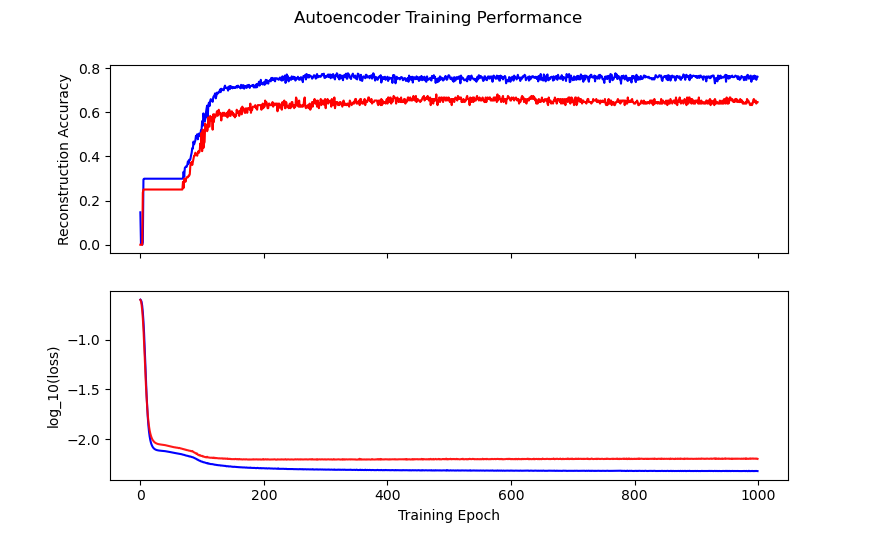 Autoencoder Training Performance
Reconstruction Accuracy
0.8
0.6
0.4
0.2
0.0
log_10(loss)
−1.0
−1.5
−2.0
0 200 400 600 800 1000
Training Epoch